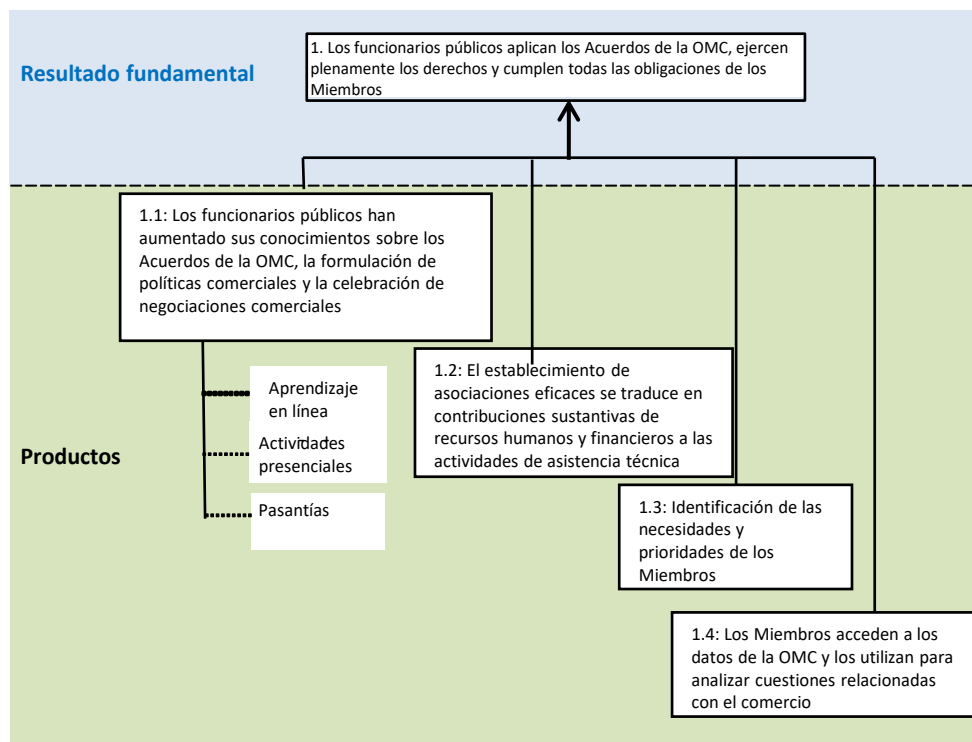 Resultado fundamental
1. Los funcionarios públicos aplican los Acuerdos de la OMC, ejercen
plenamente los derechos y cumplen todas las obligaciones de los
Miembros
Productos
1.1: Los funcionarios públicos han
aumentado sus conocimientos sobre los
Acuerdos de la OMC, la formulación de
políticas comerciales y la celebración de
negociaciones comerciales
Aprendizaje
en línea
Actividades
presenciales
Pasantías
1.2: El establecimiento de
asociaciones eficaces se traduce en
contribuciones sustantivas de
recursos humanos y financieros a las
actividades de asistencia técnica
1.3: Identificación de las
necesidades y
prioridades de los
Miembros
1.4: Los Miembros acceden a los
datos de la OMC y los utilizan para
analizar cuestiones relacionadas
con el comercio